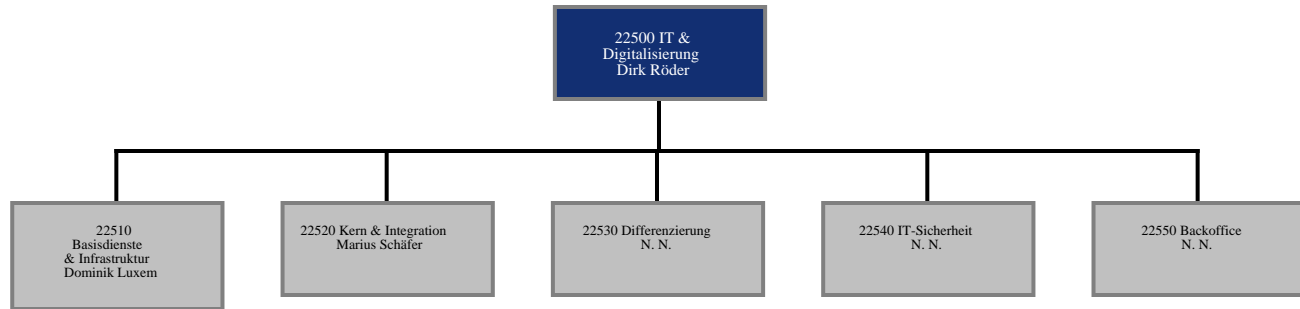 22500 IT &
Digitalisierung
Dirk Röder
22510
Basisdienste
& Infrastruktur
Dominik Luxem
22520 Kern & Integration
Marius Schäfer
22530 Differenzierung
N. N.
22540 IT-Sicherheit
N. N.
22550 Backoffice
N. N.